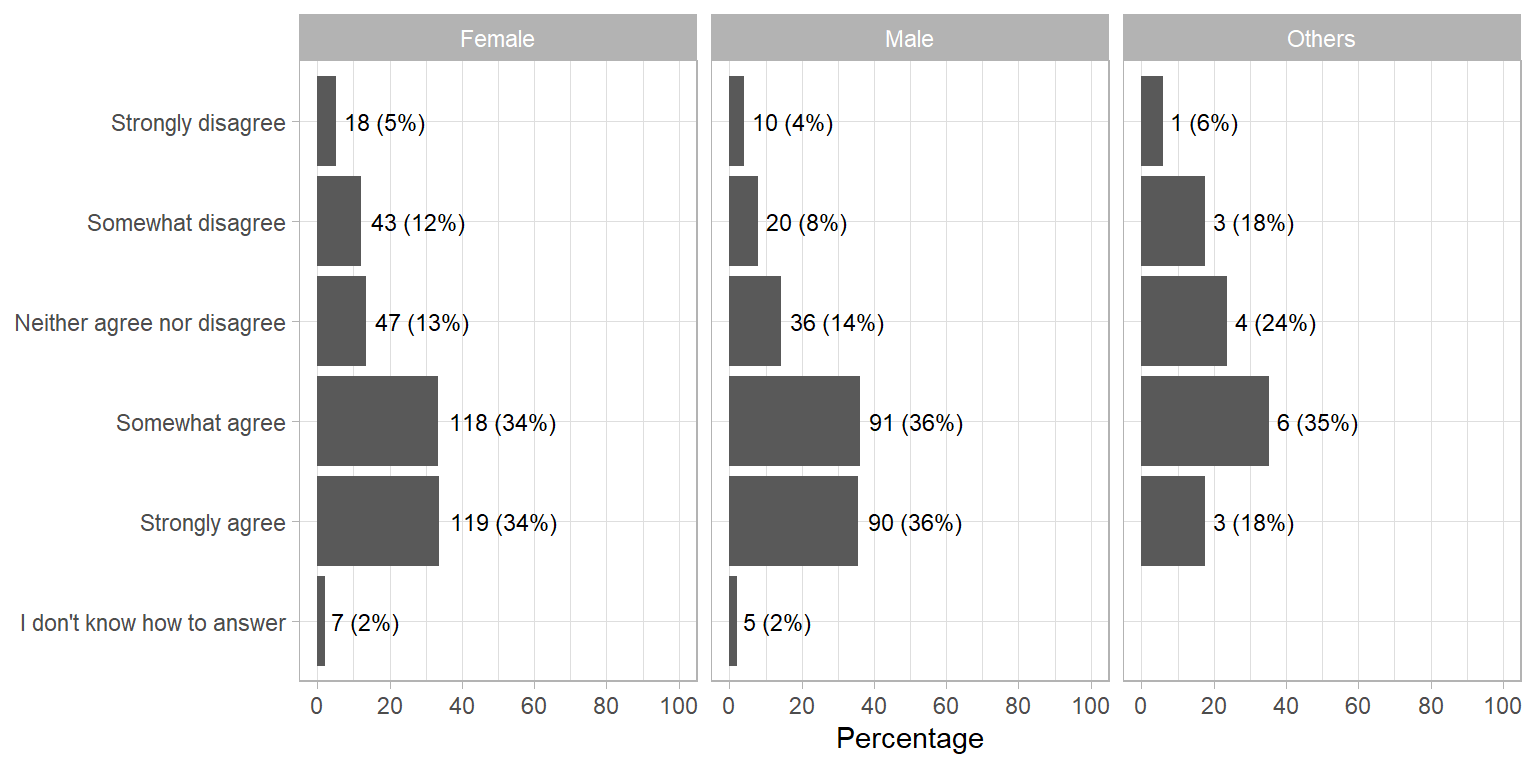 Female Male Others
Strongly disagree 18 (5%) 10 (4%) 1 (6%)
Somewhat disagree 43 (12%) 20 (8%) 3 (18%)
Neither agree nor disagree 47 (13%) 36 (14%) 4 (24%)
Somewhat agree 118 (34%) 91 (36%) 6 (35%)
Strongly agree 119 (34%) 90 (36%) 3 (18%)
I don't know how to answer 7 (2%) 5 (2%)
0 20 40 60 80 100 0 20 40 60 80 100 0 20 40 60 80 100
Percentage